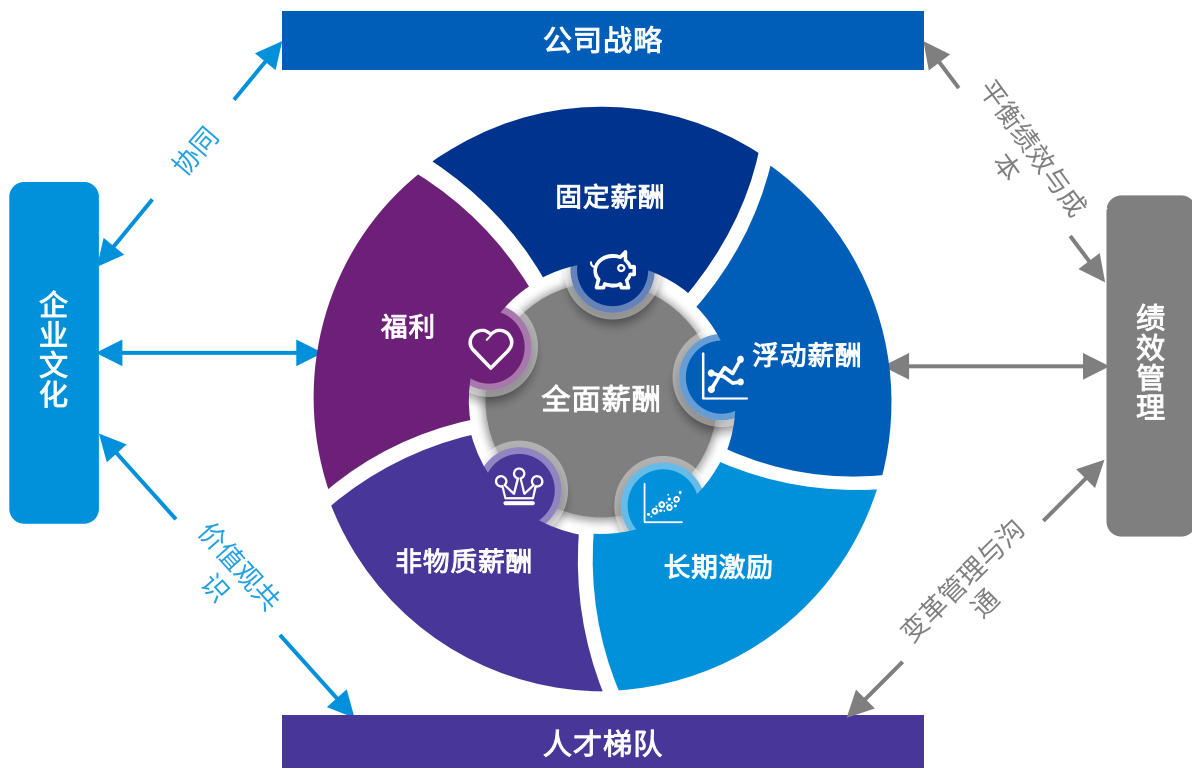 公司战略
协同
平衡绩效与成
本
固定薪酬
福利
浮动薪酬
企业文化
绩效管理
全面薪酬
非物质薪酬
长期激励
价值观共
识
变革管理与沟
通
人才梯队